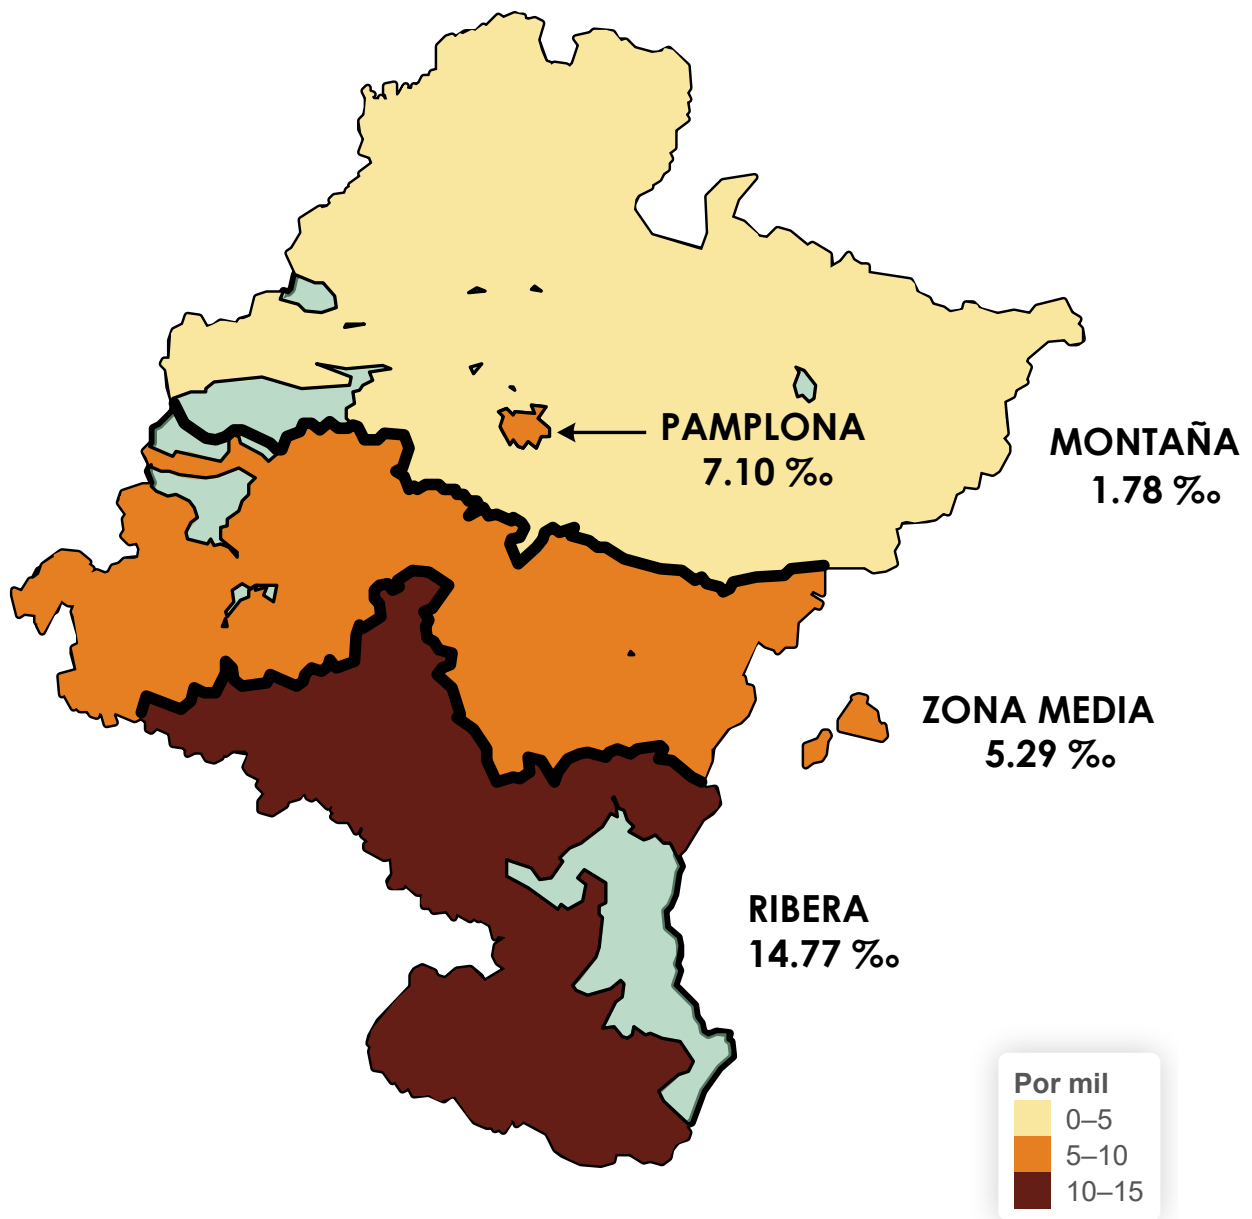 PAMPLONA
7.10 ‰
MONTAÑA
1.78 ‰
ZONA MEDIA
5.29 ‰
RIBERA
14.77 ‰
Por mil
0–5
5–10
10–15